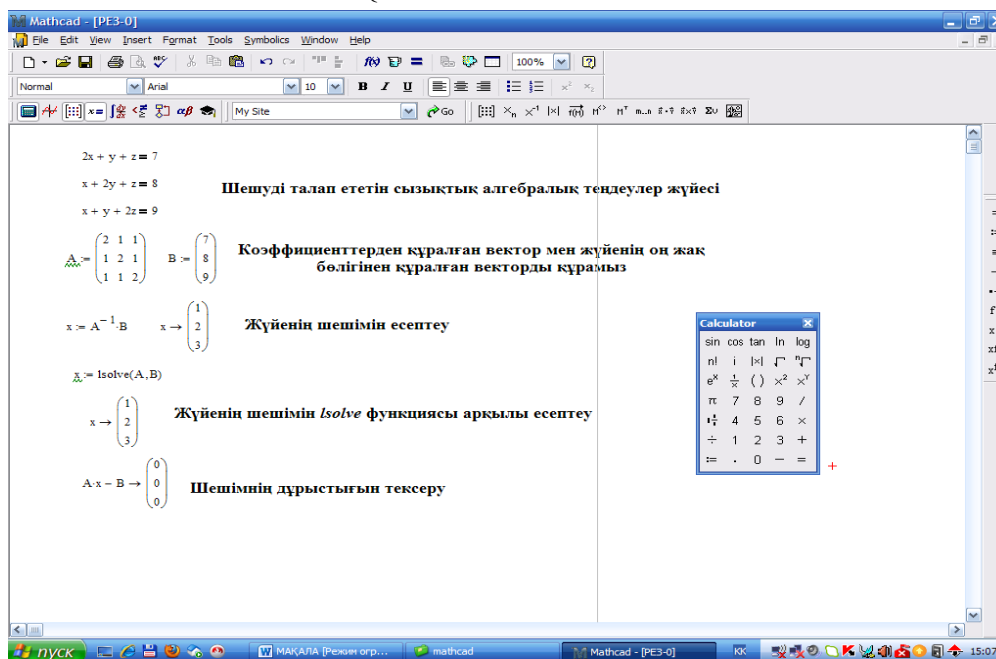 Mathcad - [PE3-0]
File Edit View Insert Format Tools Symbolics Window Help
100%
Normal Arial 10 B I U
My Site Go
2x + y + z = 7
x + 2y + z = 8
x + y + 2z = 9
Шешуді талап ететін сызықтық алгебралық теңдеулер жүйесі
A := (2 1 1
1 2 1
1 1 2)
B := (7
8
9)
Коэффициенттерден құралған вектор мен жүйенің оң жақ
бөлігінен құралған векторды құрамыз
x := A⁻¹·B
x → (1
2
3)
Жүйенің шешімін есептеу
x := lsolve(A,B)
x → (1
2
3)
Жүйенің шешімін lsolve функциясы арқылы есептеу
A·x − B → (0
0
0)
Шешімнің дұрыстығын тексеру
Calculator
sin cos tan ln log
n! i |×| √ ⁿ√
eˣ 1/x ( ) ×² ×ʸ
π 7 8 9 /
4 5 6 ×
÷ 1 2 3 +
:= . 0 − =
пуск
МАҚАЛА [Режим огр...
mathcad
Mathcad - [PE3-0]
KK
15:07